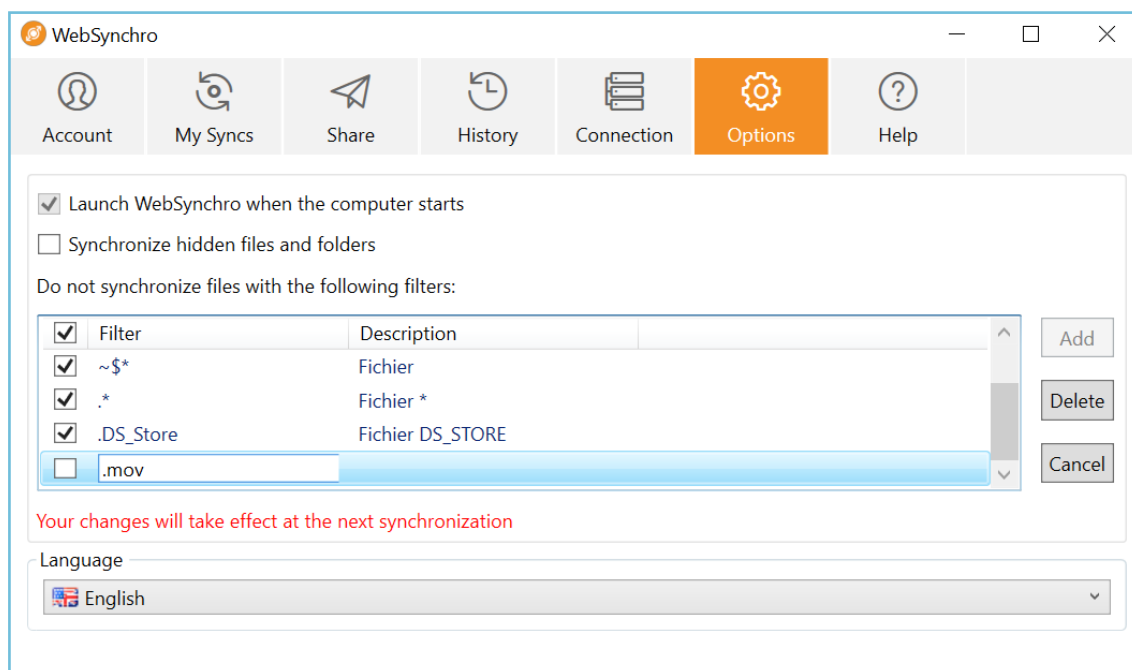 WebSynchro
Account My Syncs Share History Connection Options Help
Launch WebSynchro when the computer starts
Synchronize hidden files and folders
Do not synchronize files with the following filters:
Filter Description
Add
~$* Fichier
.* Fichier *
Delete
.DS_Store Fichier DS_STORE
.mov
Cancel
Your changes will take effect at the next synchronization
Language
English